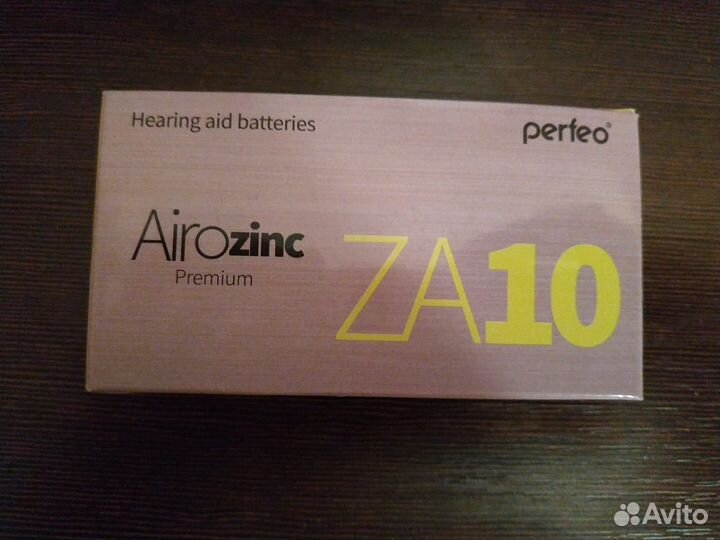 Hearing aid batteries
perfeo®
Airozinc
Premium
ZA10
Avito